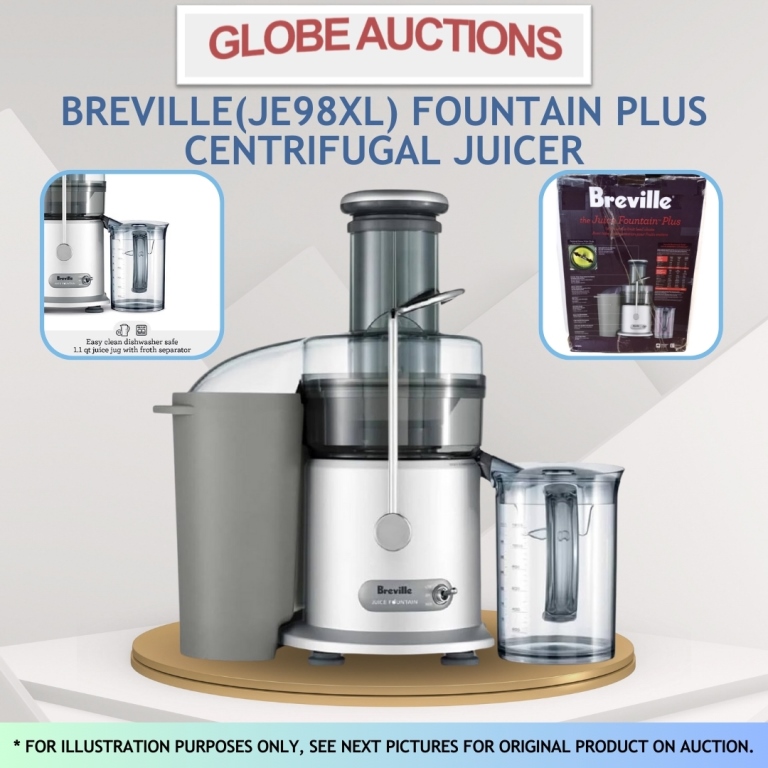 GLOBE AUCTIONS
BREVILLE(JE98XL) FOUNTAIN PLUS
CENTRIFUGAL JUICER
Breville
Easy clean dishwasher safe
1.1 qt juice jug with froth separator
Breville
the Juice Fountain Plus
Breville
JUICE FOUNTAIN
* FOR ILLUSTRATION PURPOSES ONLY, SEE NEXT PICTURES FOR ORIGINAL PRODUCT ON AUCTION.